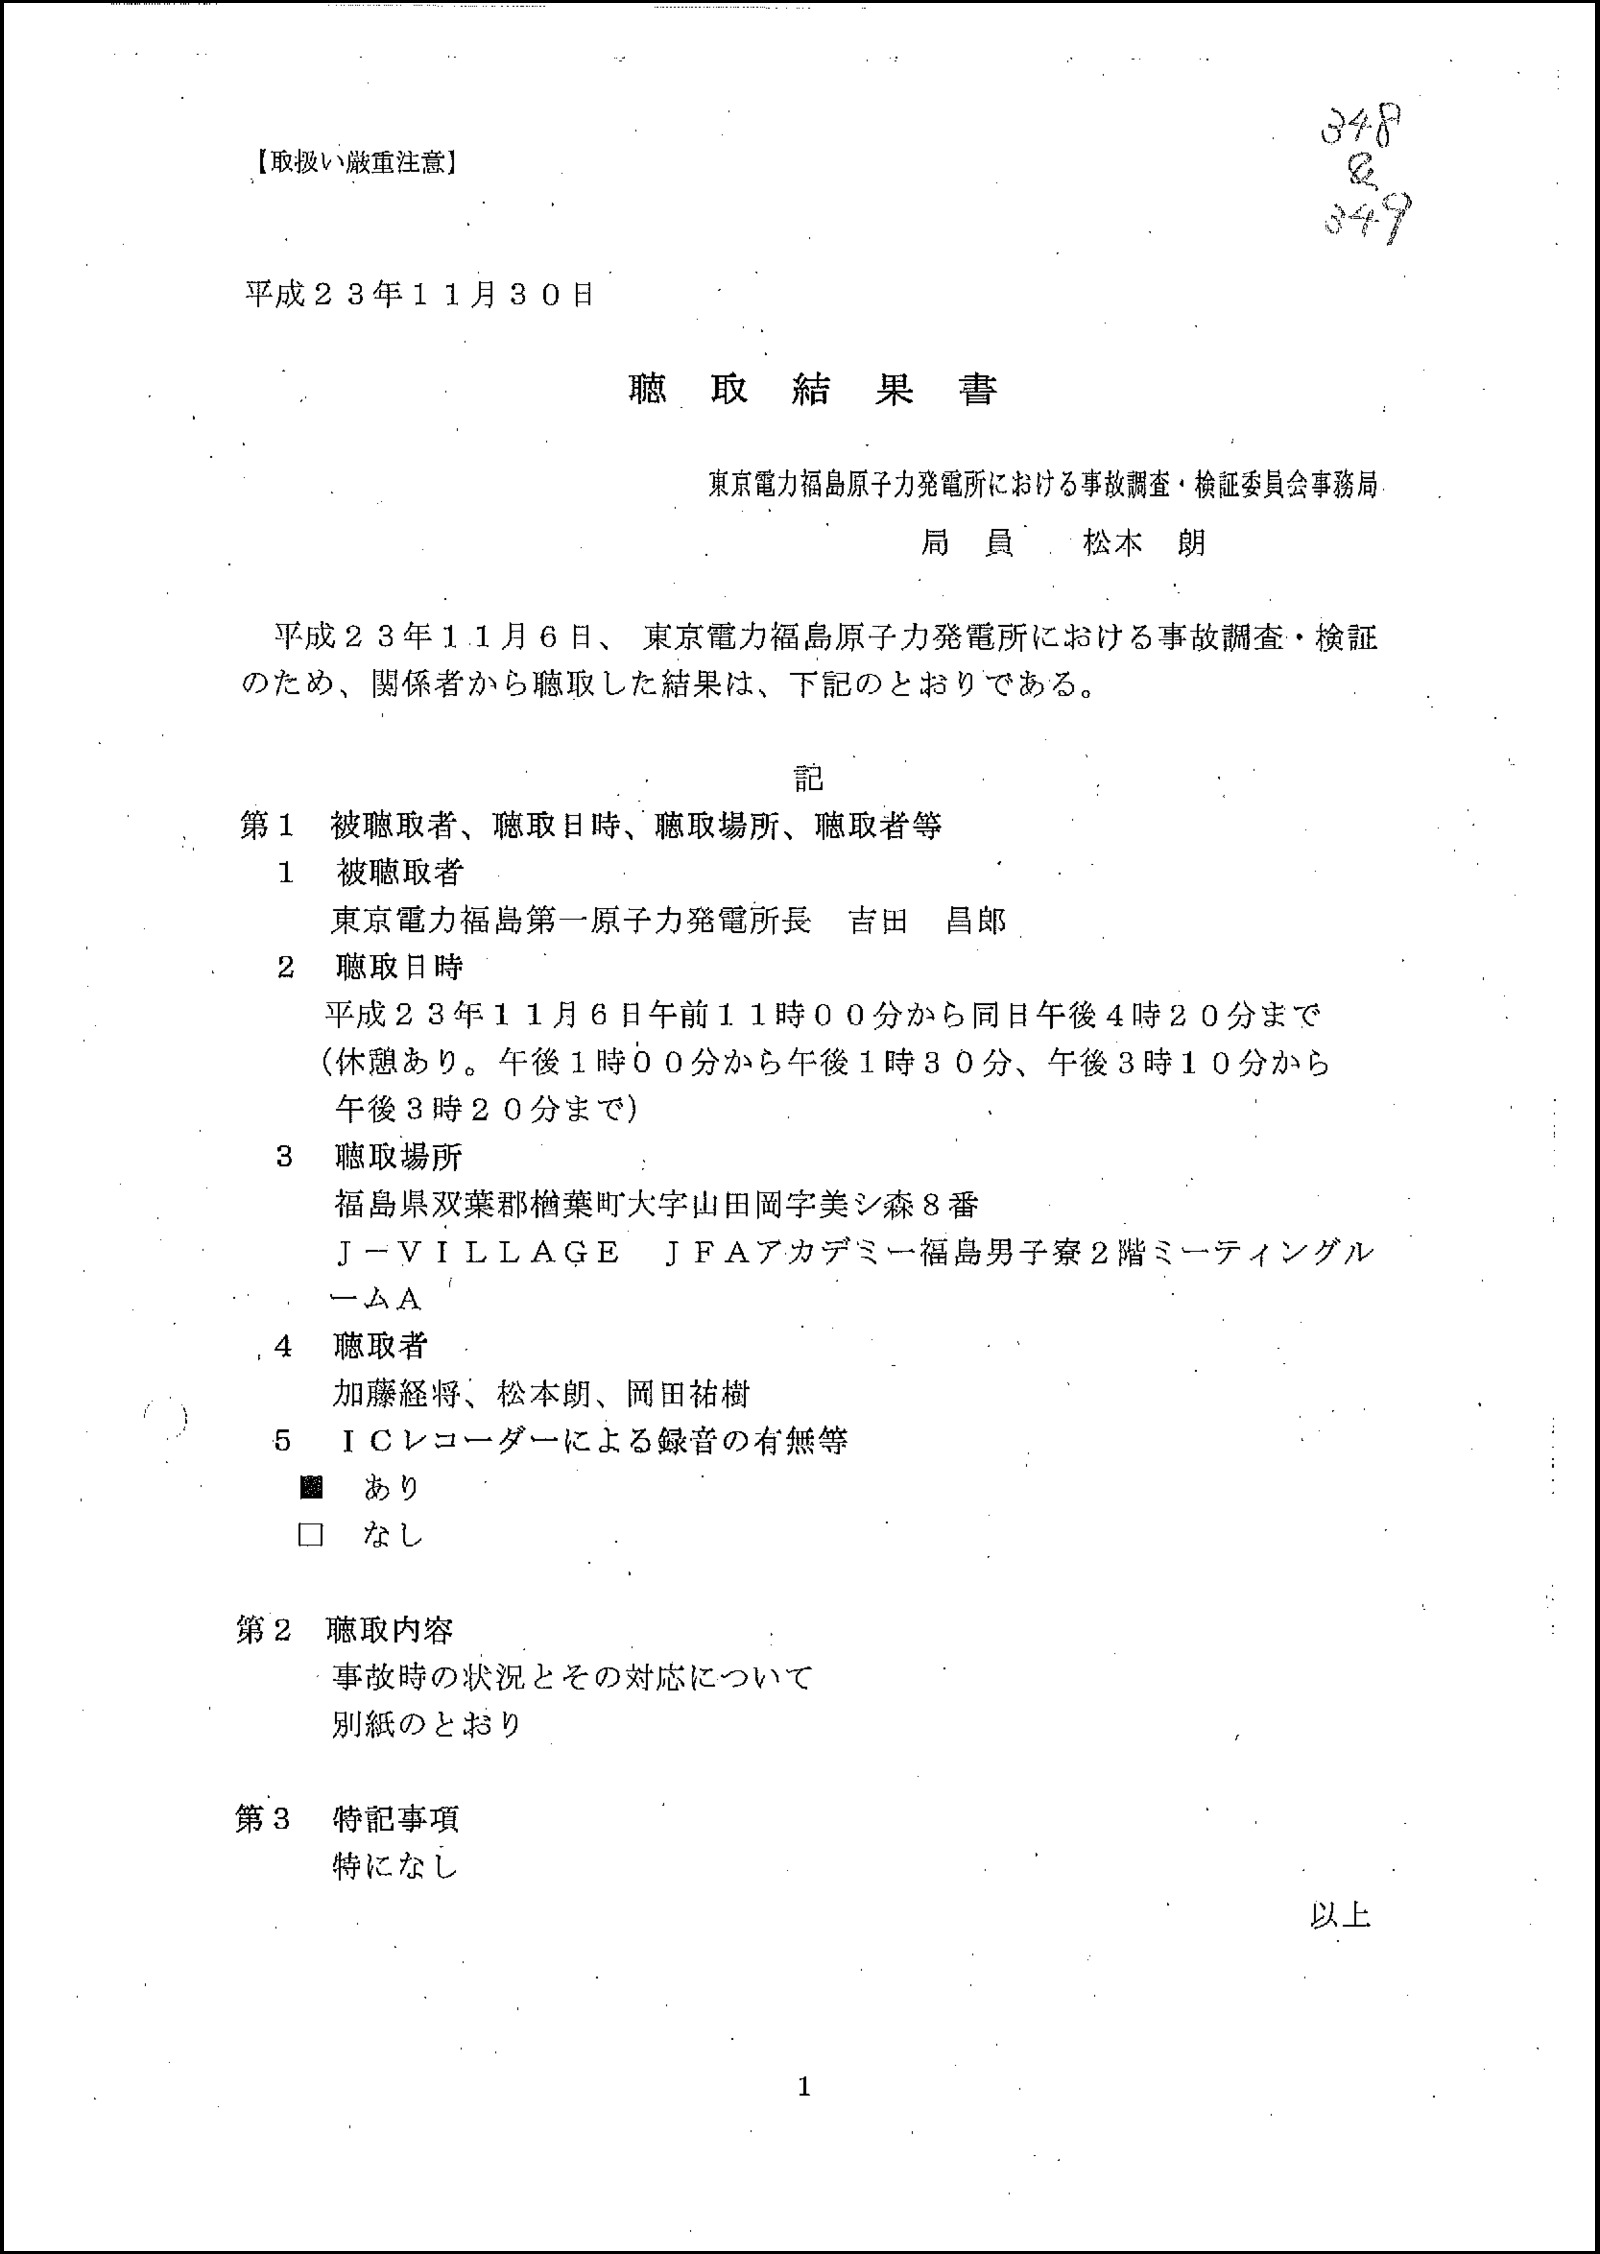 348
&
349
【取扱い厳重注意】
平成２３年１１月３０日
聴　取　結　果　書
東京電力福島原子力発電所における事故調査・検証委員会事務局
局　員　　松本　朗
平成２３年１１月６日、 東京電力福島原子力発電所における事故調査・検証
のため、関係者から聴取した結果は、下記のとおりである。
記
第１　被聴取者、聴取日時、聴取場所、聴取者等
１　被聴取者
東京電力福島第一原子力発電所長　吉田　昌郎
２　聴取日時
平成２３年１１月６日午前１１時００分から同日午後４時２０分まで
（休憩あり。午後１時００分から午後１時３０分、午後３時１０分から
午後３時２０分まで）
３　聴取場所
福島県双葉郡楢葉町大字山田岡字美シ森８番
Ｊ－ＶＩＬＬＡＧＥ　ＪＦＡアカデミー福島男子寮２階ミーティングル
ームＡ
４　聴取者
加藤経将、松本朗、岡田祐樹
５　ＩＣレコーダーによる録音の有無等
■　あり
□　なし
第２　聴取内容
事故時の状況とその対応について
別紙のとおり
第３　特記事項
特になし
以上
1